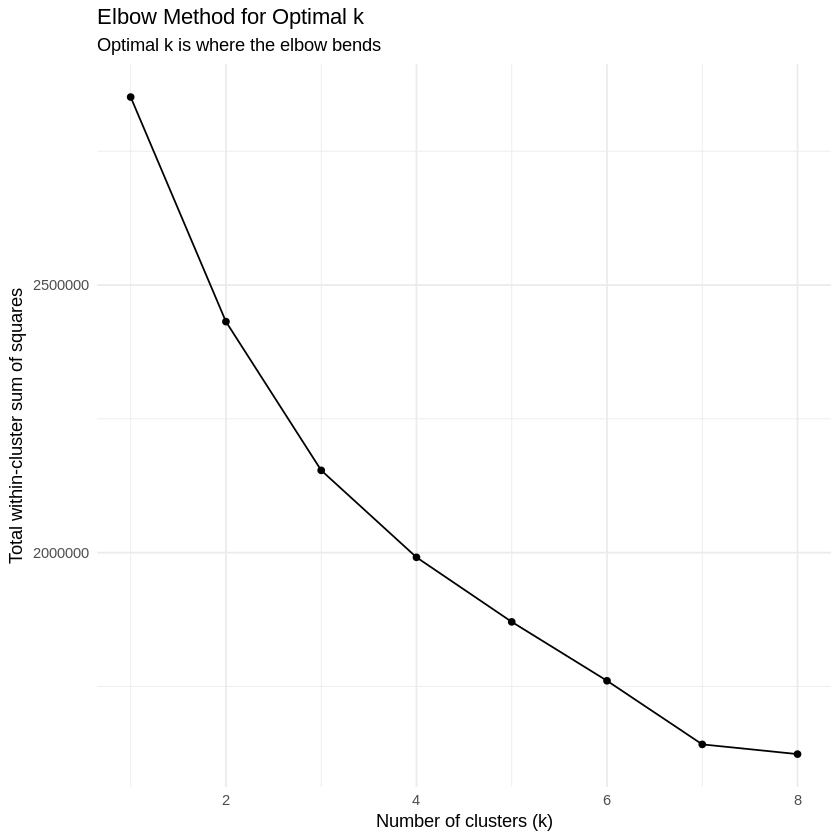 Elbow Method for Optimal k
Optimal k is where the elbow bends
Total within-cluster sum of squares
2500000
2000000
2
4
6
8
Number of clusters (k)